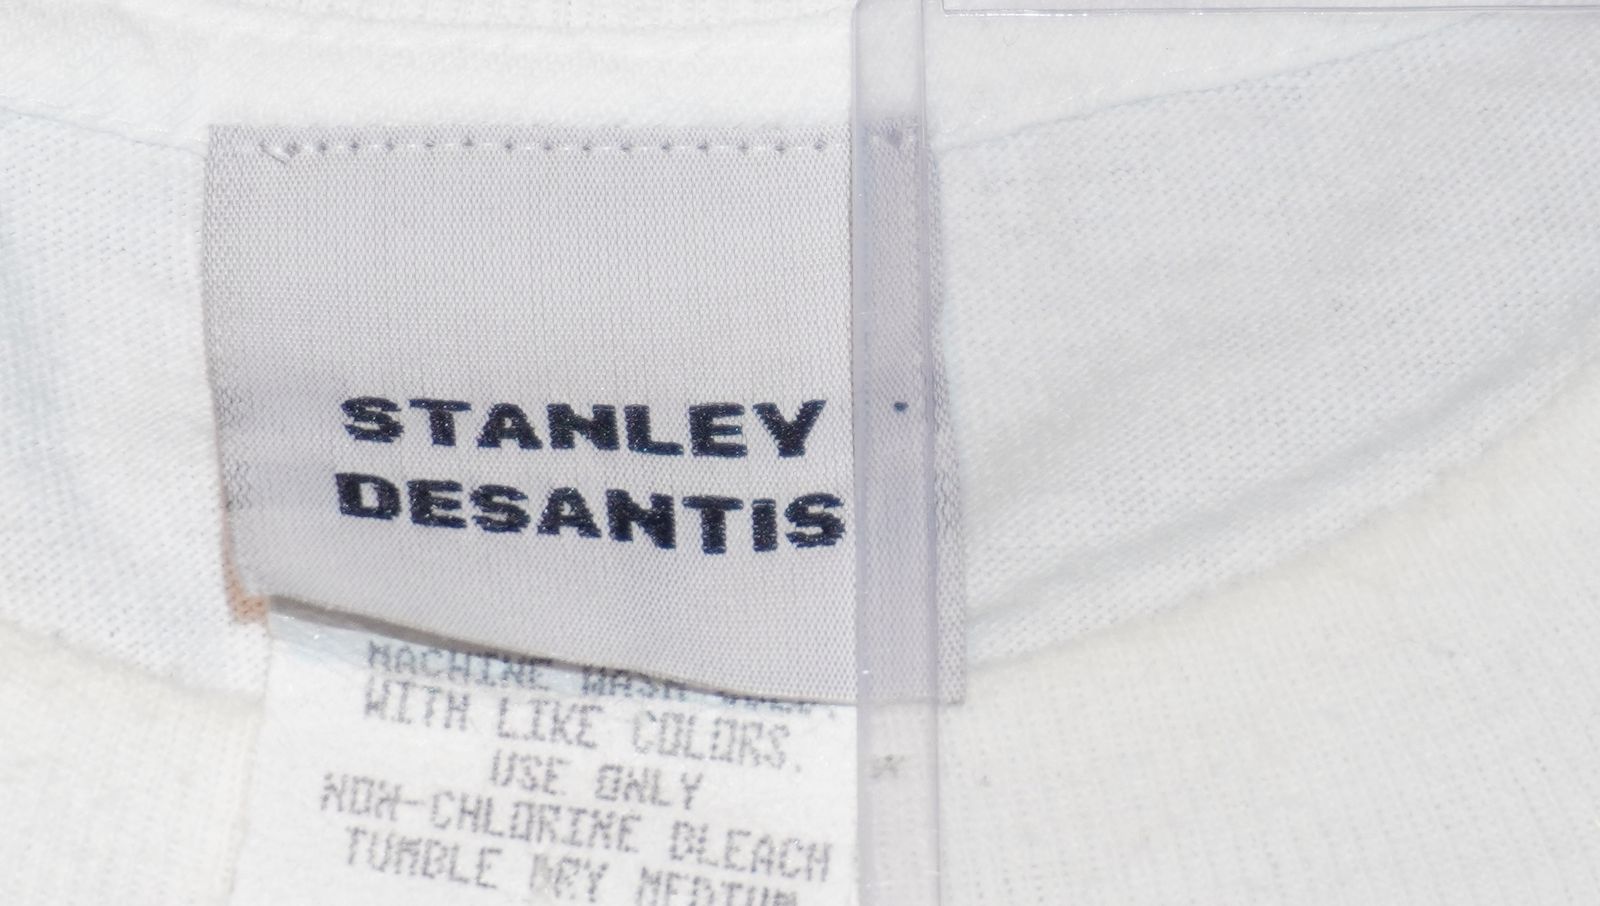 STANLEY
DESANTIS
MACHINE WASH
WITH LIKE COLORS.
USE ONLY
NON-CHLORINE BLEACH
TUMBLE DRY MEDIUM